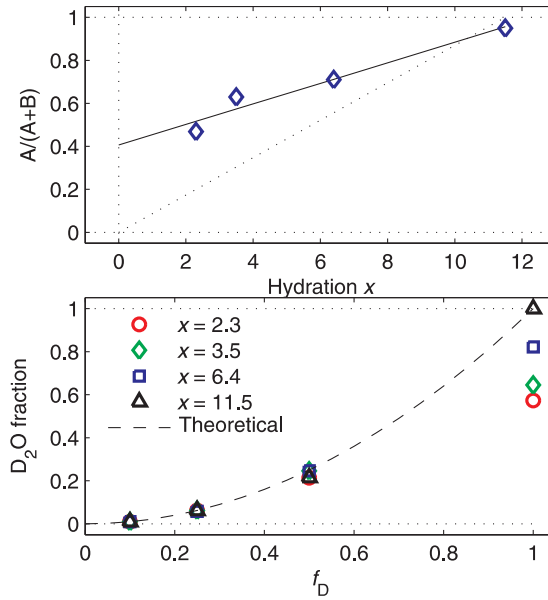 1
0.8
0.6
0.4
0.2
0
A/(A+B)
0 2 4 6 8 10 12
Hydration x
1
0.8
0.6
0.4
0.2
0
D₂O fraction
x = 2.3
x = 3.5
x = 6.4
x = 11.5
Theoretical
0 0.2 0.4 0.6 0.8 1
f_D